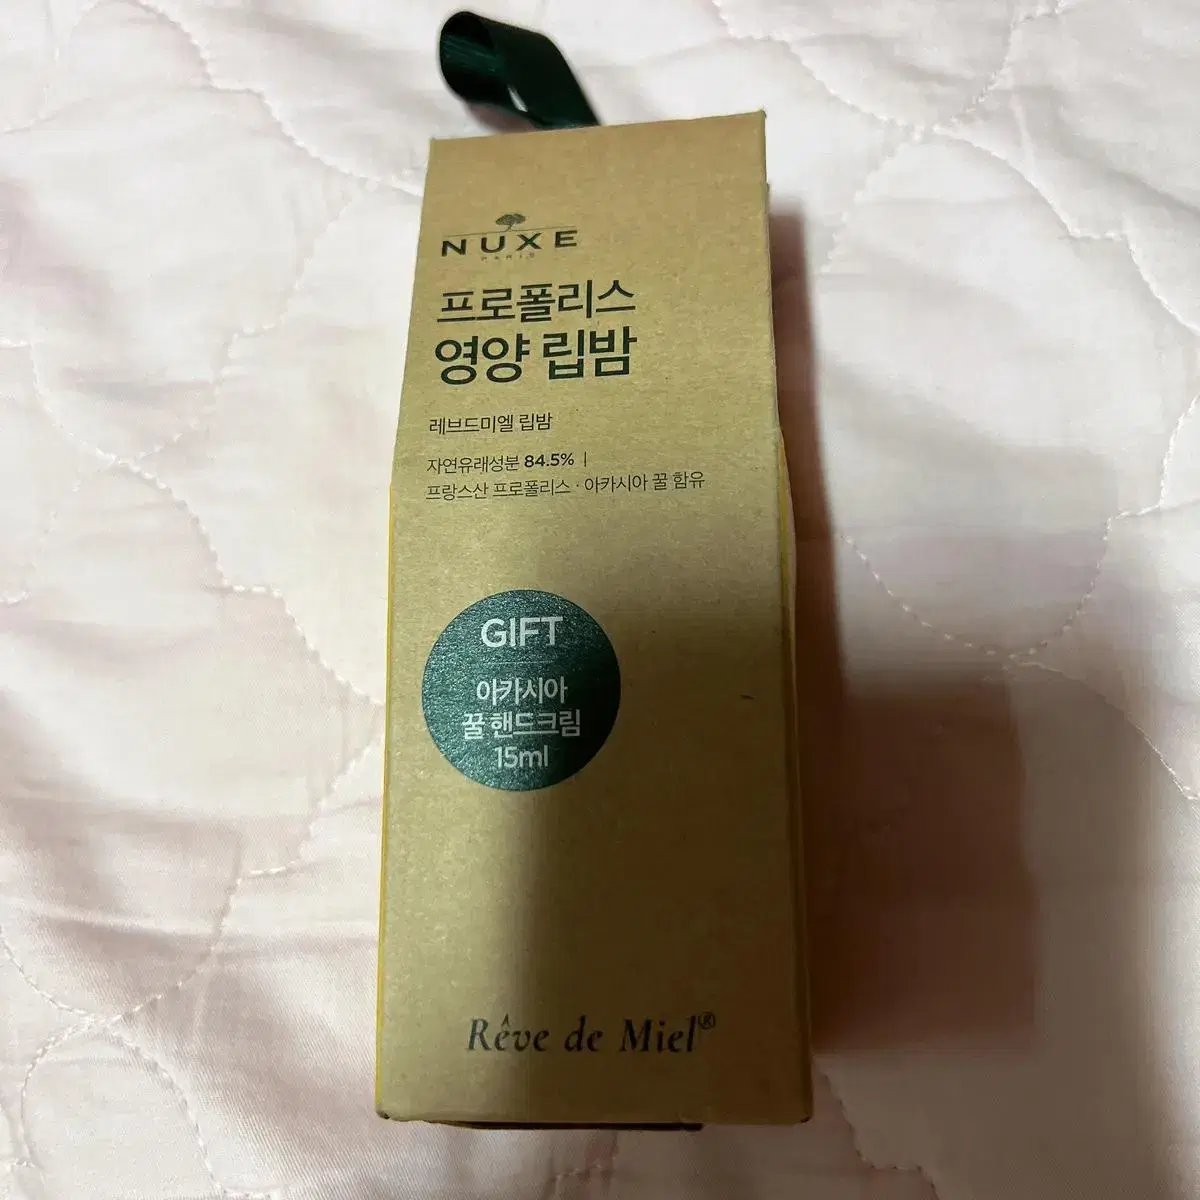 NUXE
PARIS
프로폴리스
영양 립밤
레브드미엘 립밤
자연유래성분 84.5% |
프랑스산 프로폴리스 · 아카시아 꿀 함유
GIFT
아카시아
꿀 핸드크림
15ml
Rêve de Miel®